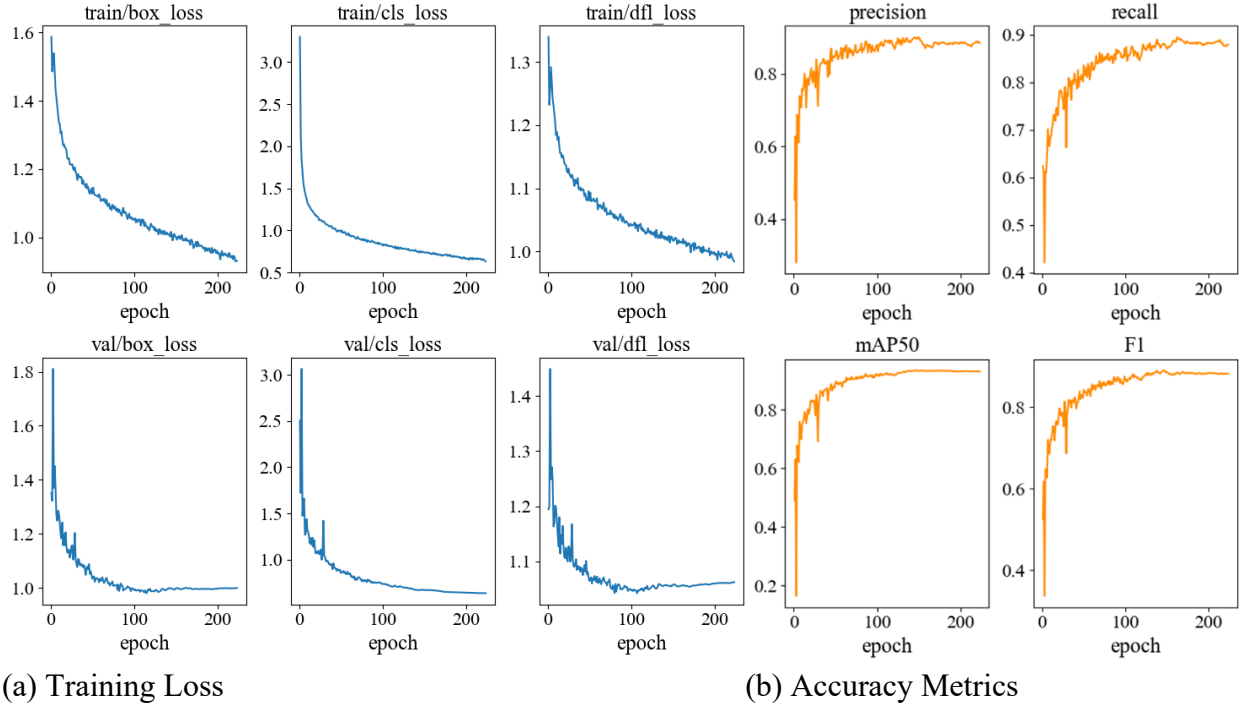 train/box_loss
train/cls_loss
train/dfl_loss
precision
recall
1.6
1.4
1.2
1.0
0 100 200
epoch
3.0
2.5
2.0
1.5
1.0
0.5
0 100 200
epoch
1.3
1.2
1.1
1.0
0 100 200
epoch
0.8
0.6
0.4
0 100 200
epoch
0.9
0.8
0.7
0.6
0.5
0.4
0 100 200
epoch
val/box_loss
val/cls_loss
val/dfl_loss
mAP50
F1
1.8
1.6
1.4
1.2
1.0
0 100 200
epoch
3.0
2.5
2.0
1.5
1.0
0 100 200
epoch
1.4
1.3
1.2
1.1
0 100 200
epoch
0.8
0.6
0.4
0.2
0 100 200
epoch
0.8
0.6
0.4
0 100 200
epoch
(a) Training Loss
(b) Accuracy Metrics